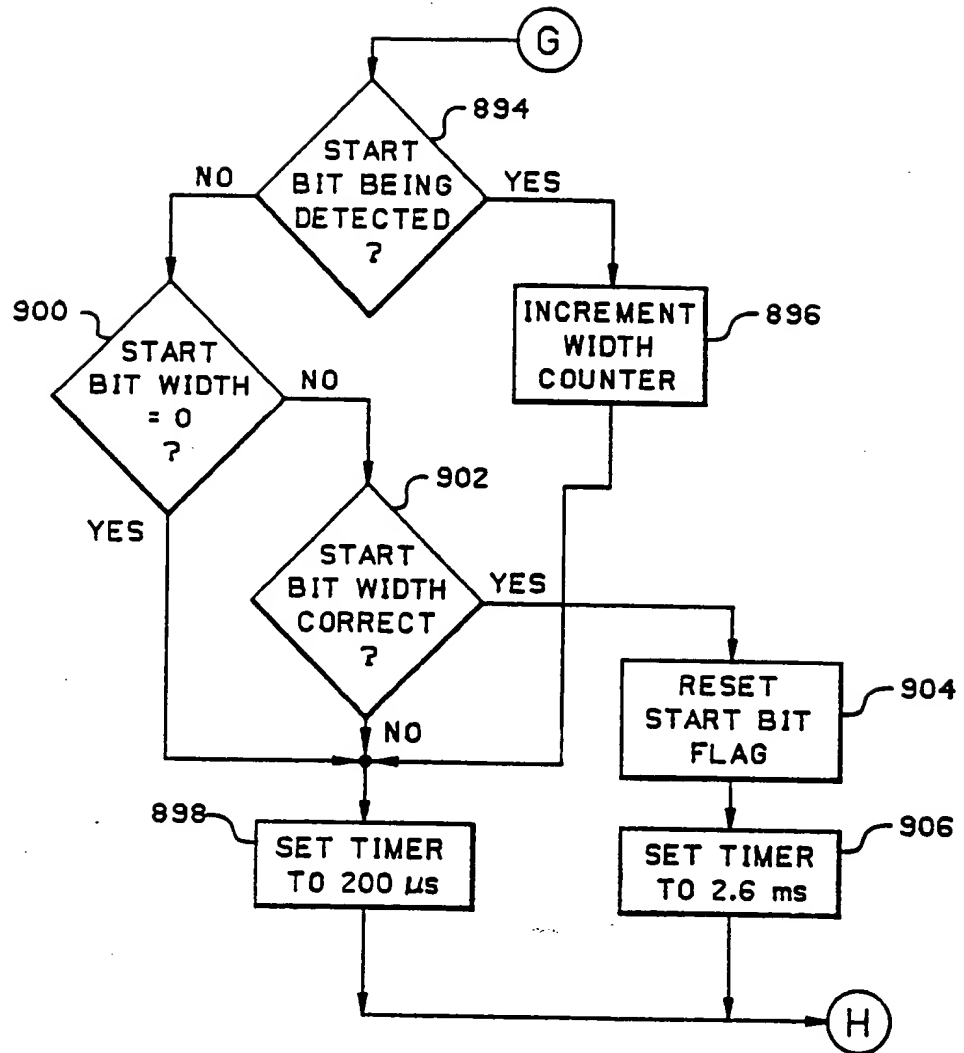 G
894
START
BIT BEING
DETECTED
?
NO
YES
900
START
BIT WIDTH
= 0
?
NO
YES
INCREMENT
WIDTH
COUNTER
896
902
START
BIT WIDTH
CORRECT
?
YES
NO
RESET
START BIT
FLAG
904
898
SET TIMER
TO 200 µs
906
SET TIMER
TO 2.6 ms
H